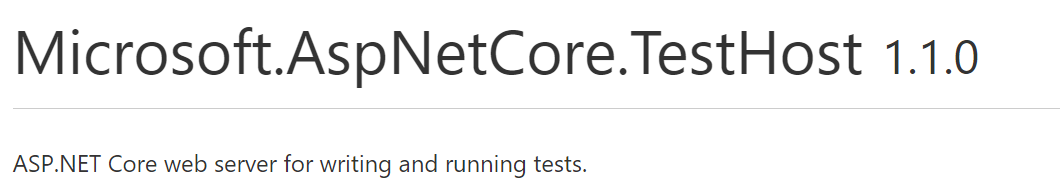 Microsoft.AspNetCore.TestHost 1.1.0
ASP.NET Core web server for writing and running tests.